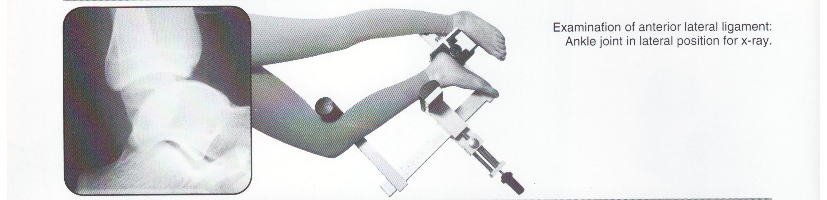 Examination of anterior lateral ligament:
Ankle joint in lateral position for x-ray.